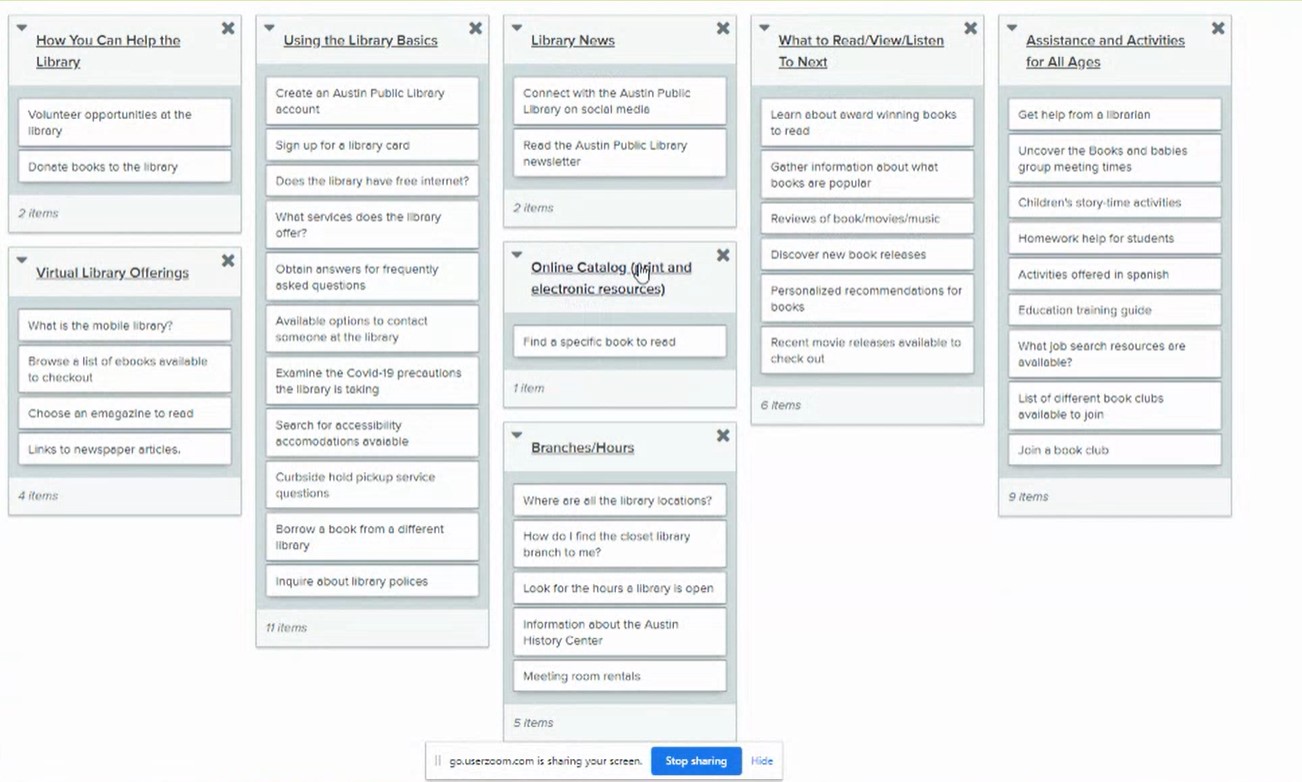 How You Can Help the
Library
Volunteer opportunities at the
library
Donate books to the library
2 items
Virtual Library Offerings
What is the mobile library?
Browse a list of ebooks available
to checkout
Choose an emagazine to read
Links to newspaper articles.
4 items
Using the Library Basics
Create an Austin Public Library
account
Sign up for a library card
Does the library have free internet?
What services does the library
offer?
Obtain answers for frequently
asked questions
Available options to contact
someone at the library
Examine the Covid-19 precautions
the library is taking
Search for accessibility
accomodations avaiable
Curbside hold pickup service
questions
Borrow a book from a different
library
Inquire about library polices
11 items
Library News
Connect with the Austin Public
Library on social media
Read the Austin Public Library
newsletter
2 items
Online Catalog (print and
electronic resources)
Find a specific book to read
1 item
Branches/Hours
Where are all the library locations?
How do I find the closet library
branch to me?
Look for the hours a library is open
Information about the Austin
History Center
Meeting room rentals
5 items
What to Read/View/Listen
To Next
Learn about award winning books
to read
Gather information about what
books are popular
Reviews of book/movies/music
Discover new book releases
Personalized recommendations for
books
Recent movie releases available to
check out
6 items
Assistance and Activities
for All Ages
Get help from a librarian
Uncover the Books and babies
group meeting times
Children's story-time activities
Homework help for students
Activities offered in spanish
Education training guide
What job search resources are
available?
List of different book clubs
available to join
Join a book club
9 items
go.userzoom.com is sharing your screen.
Stop sharing
Hide